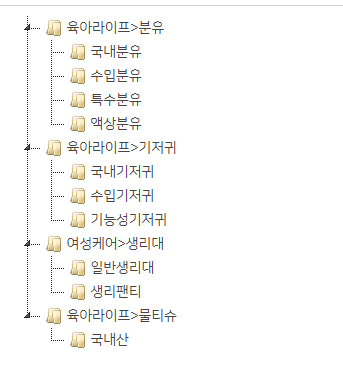 육아라이프>분유
국내분유
수입분유
특수분유
액상분유
육아라이프>기저귀
국내기저귀
수입기저귀
기능성기저귀
여성케어>생리대
일반생리대
생리팬티
육아라이프>물티슈
국내산